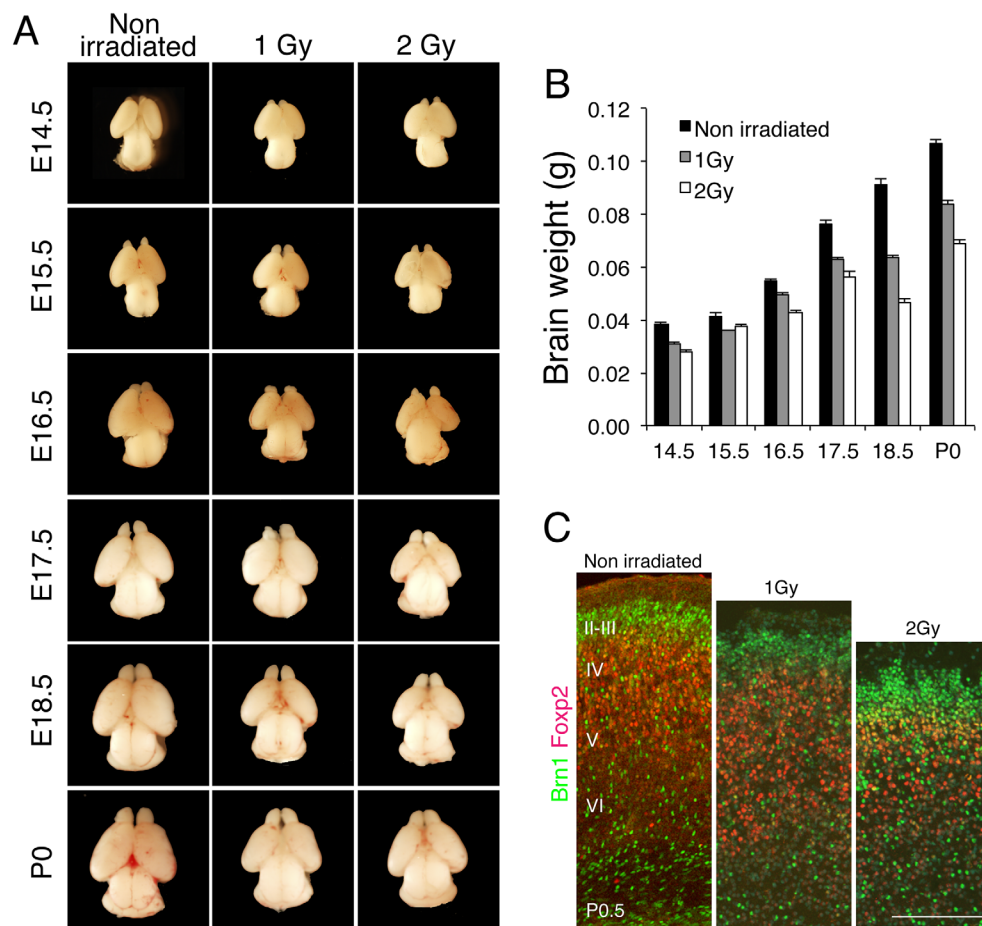 A
Non
irradiated
1 Gy
2 Gy
E14.5
E15.5
E16.5
E17.5
E18.5
P0
B
Brain weight (g)
0.12
0.10
0.08
0.06
0.04
0.02
0.00
Non irradiated
1Gy
2Gy
14.5 15.5 16.5 17.5 18.5 P0
C
Non irradiated
1Gy
2Gy
Brn1 Foxp2
II-III
IV
V
VI
P0.5